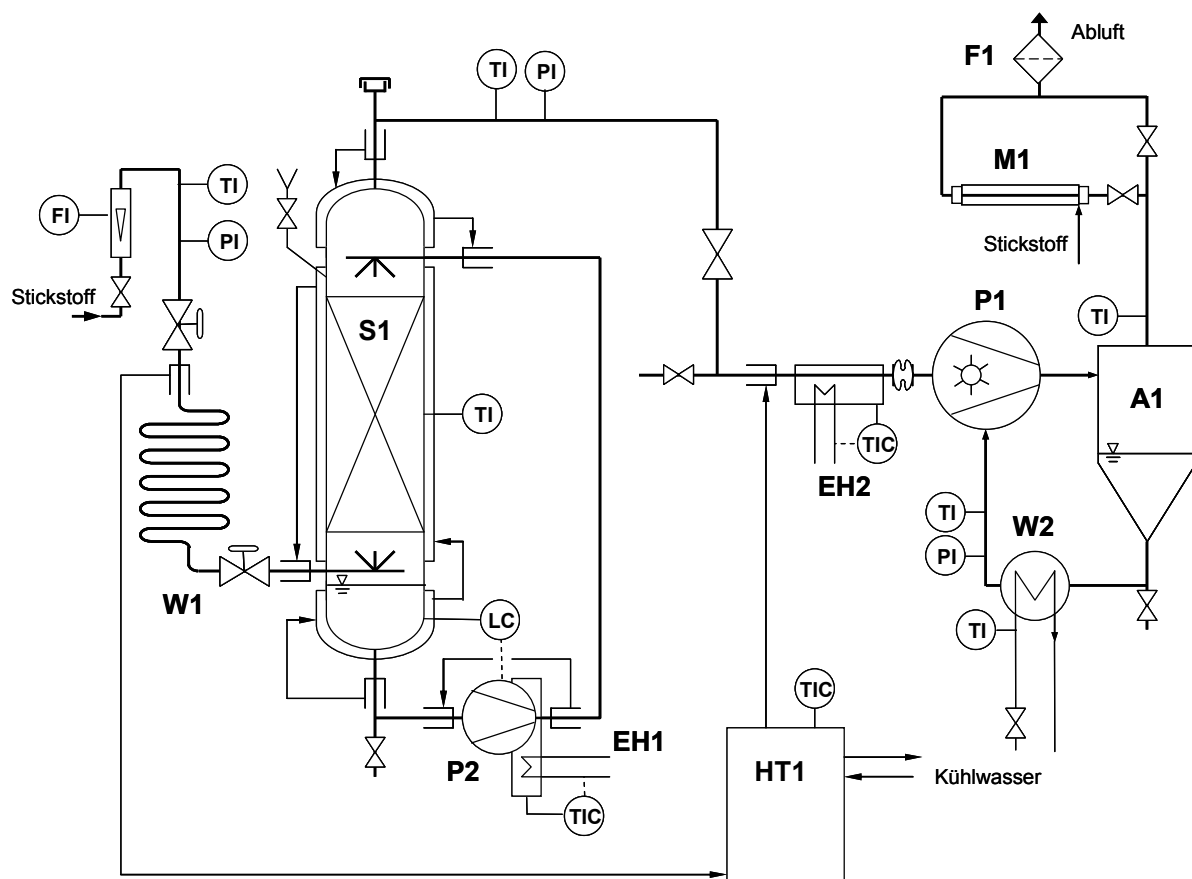 Abluft
F1
TI
PI
M1
TI
FI
PI
Stickstoff
Stickstoff
P1
TI
S1
A1
TI
TIC
EH2
TI
W2
PI
W1
LC
TI
TIC
EH1
P2
HT1
Kühlwasser
TIC